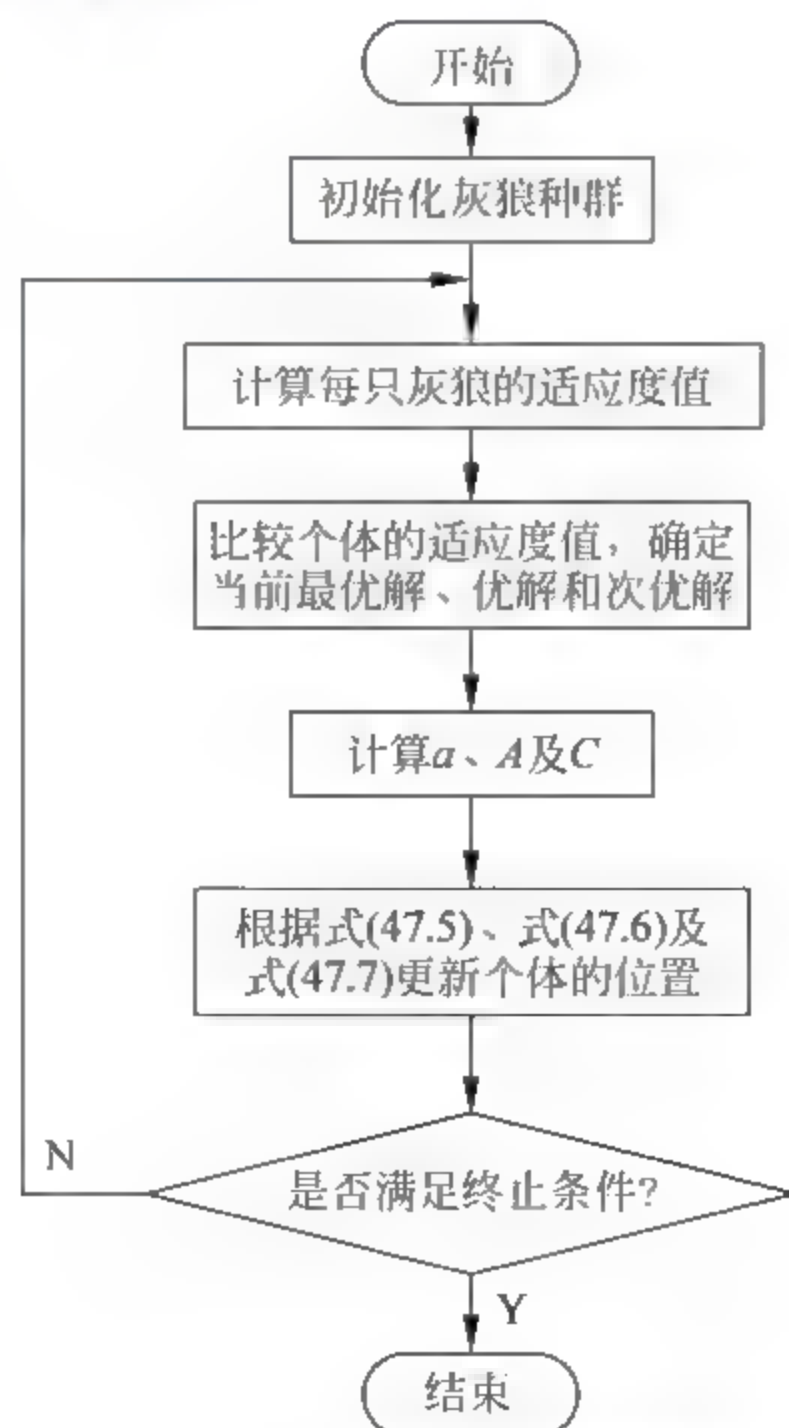 开始
初始化灰狼种群
计算每只灰狼的适应度值
比较个体的适应度值，确定
当前最优解、优解和次优解
计算a、A及C
根据式(47.5)、式(47.6)及
式(47.7)更新个体的位置
N
是否满足终止条件?
Y
结束